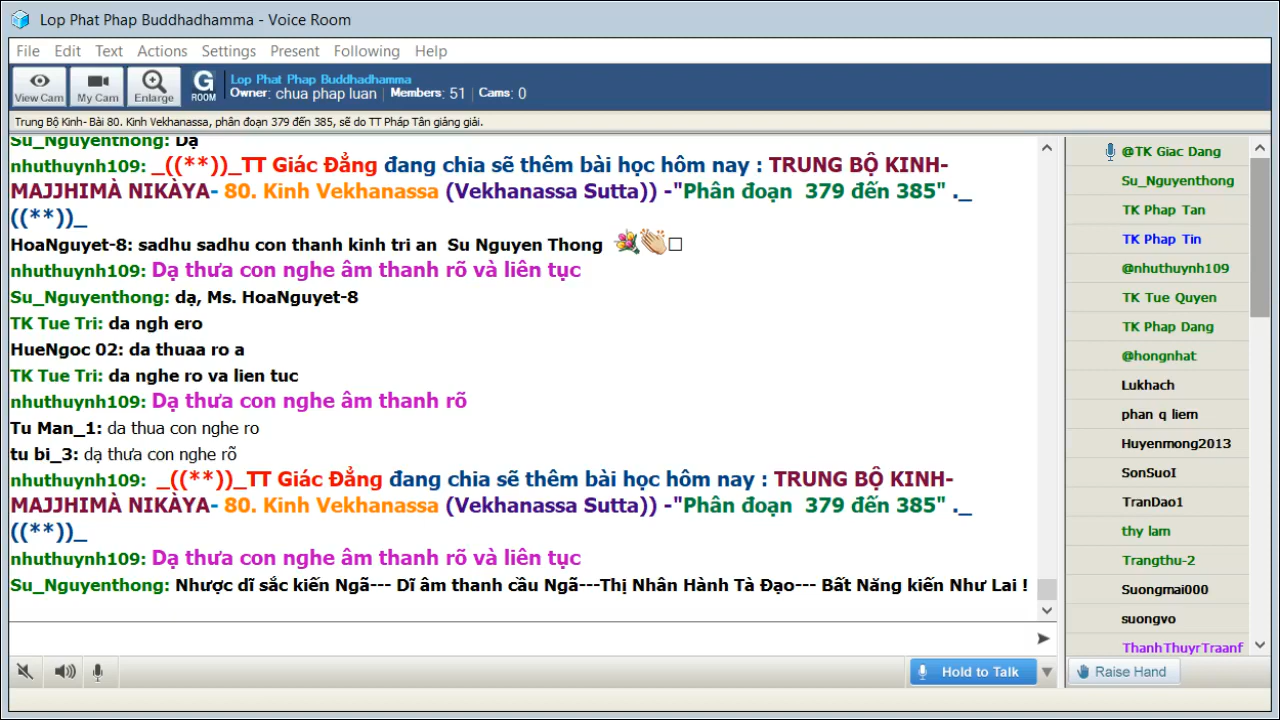 Lop Phat Phap Buddhadhamma - Voice Room
File Edit Text Actions Settings Present Following Help
View Cam My Cam Enlarge G ROOM
Lop Phat Phap Buddhadhamma
Owner: chua phap luan | Members: 51 | Cams: 0
Trung Bộ Kinh- Bài 80. Kinh Vekhanassa, phân đoạn 379 đến 385, sẽ do TT Pháp Tân giảng giải.
Su_Nguyenthong: Dạ
nhuthuynh109: _((**))_TT Giác Đẳng đang chia sẽ thêm bài học hôm nay : TRUNG BỘ KINH-
MAJJHIMÀ NIKÀYA- 80. Kinh Vekhanassa (Vekhanassa Sutta)) -"Phân đoạn 379 đến 385" ._
((**))_
HoaNguyet-8: sadhu sadhu con thanh kinh tri an Su Nguyen Thong 💐👏□
nhuthuynh109: Dạ thưa con nghe âm thanh rõ và liên tục
Su_Nguyenthong: dạ, Ms. HoaNguyet-8
TK Tue Tri: da ngh ero
HueNgoc 02: da thuaa ro a
TK Tue Tri: da nghe ro va lien tuc
nhuthuynh109: Dạ thưa con nghe âm thanh rõ
Tu Man_1: da thua con nghe ro
tu bi_3: dạ thưa con nghe rõ
nhuthuynh109: _((**))_TT Giác Đẳng đang chia sẽ thêm bài học hôm nay : TRUNG BỘ KINH-
MAJJHIMÀ NIKÀYA- 80. Kinh Vekhanassa (Vekhanassa Sutta)) -"Phân đoạn 379 đến 385" ._
((**))_
nhuthuynh109: Dạ thưa con nghe âm thanh rõ và liên tục
Su_Nguyenthong: Nhược dĩ sắc kiến Ngã--- Dĩ âm thanh cầu Ngã---Thị Nhân Hành Tà Đạo--- Bất Năng kiến Như Lai !
@TK Giac Dang
Su_Nguyenthong
TK Phap Tan
TK Phap Tin
@nhuthuynh109
TK Tue Quyen
TK Phap Dang
@hongnhat
Lukhach
phan q liem
Huyenmong2013
SonSuoI
TranDao1
thy lam
Trangthu-2
Suongmai000
suongvo
ThanhThuyrTraanf
Hold to Talk
Raise Hand